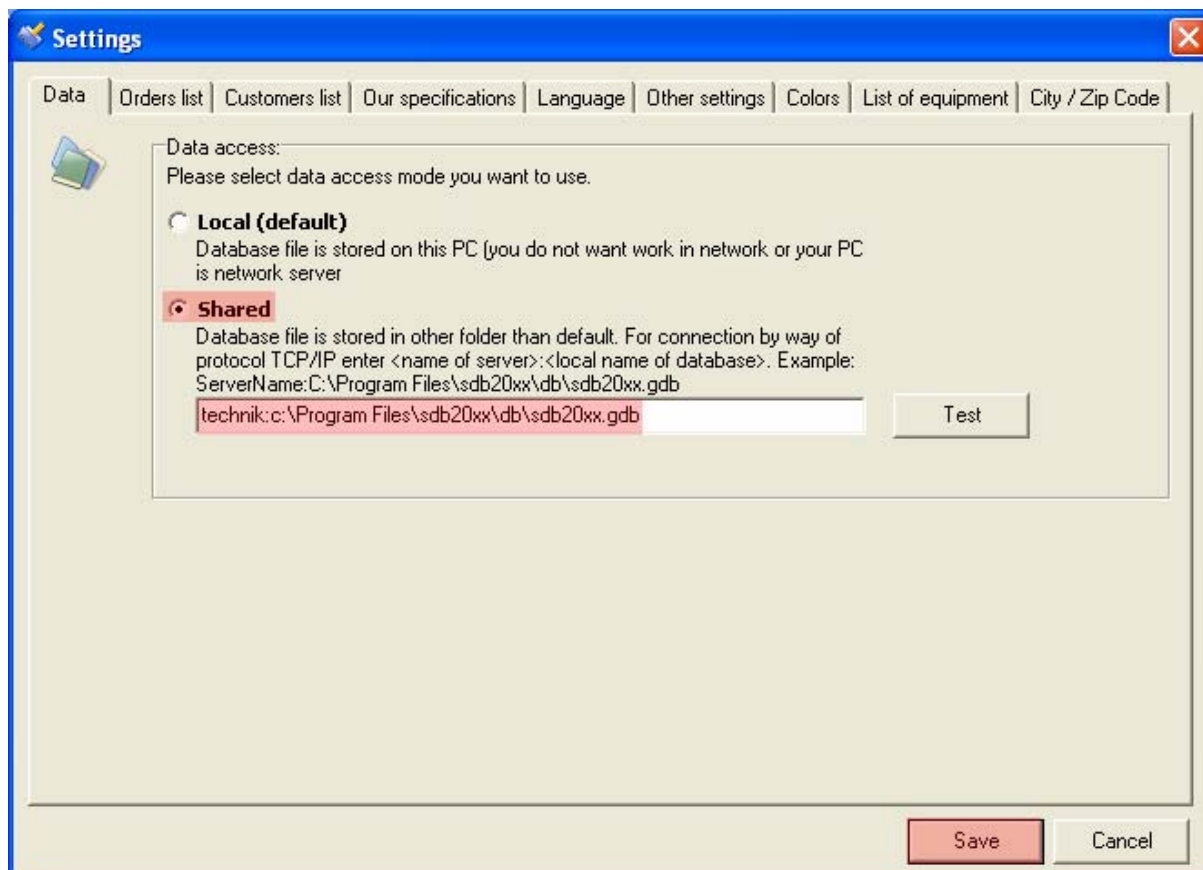 Settings
Data Orders list Customers list Our specifications Language Other settings Colors List of equipment City / Zip Code
Data access:
Please select data access mode you want to use.
Local (default)
Database file is stored on this PC (you do not want work in network or your PC
is network server
Shared
Database file is stored in other folder than default. For connection by way of
protocol TCP/IP enter <name of server>:<local name of database>. Example:
ServerName:C:\Program Files\sdb20xx\db\sdb20xx.gdb
technik:c:\Program Files\sdb20xx\db\sdb20xx.gdb
Test
Save Cancel